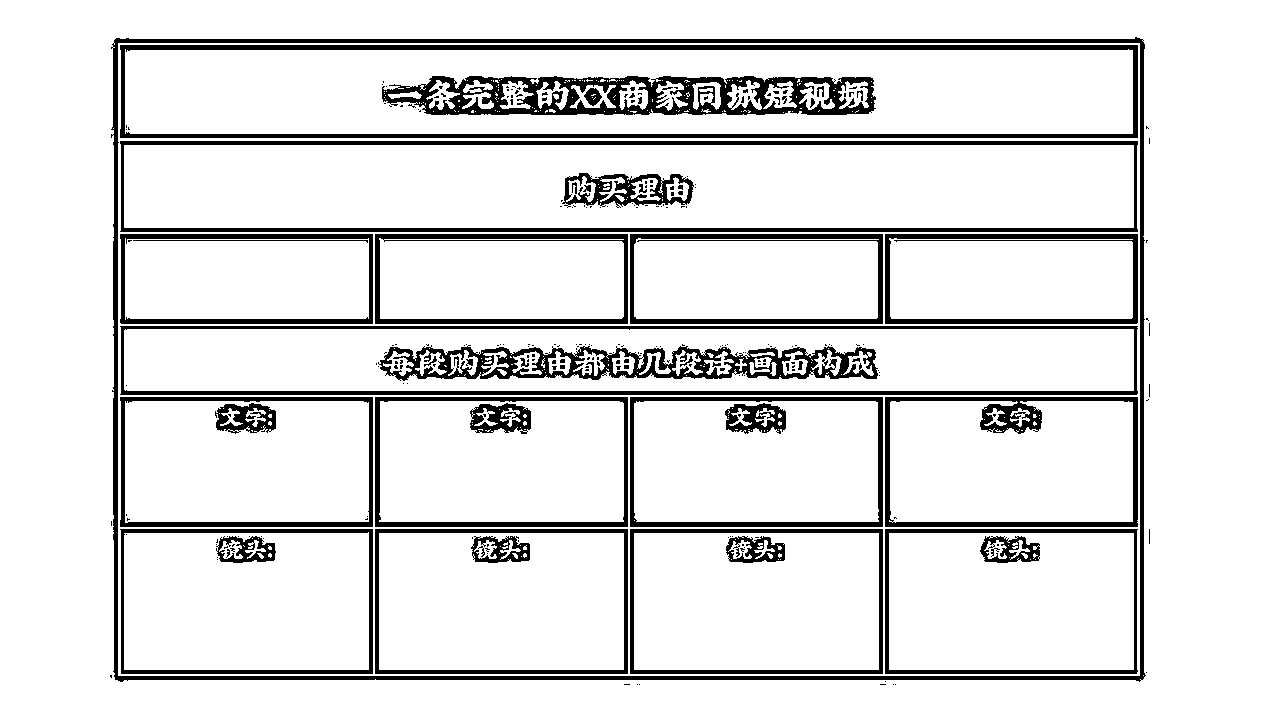 一条完整的XX商家同城短视频
购买理由
每段购买理由都由几段话+画面构成
文字: 文字: 文字: 文字:
镜头: 镜头: 镜头: 镜头: